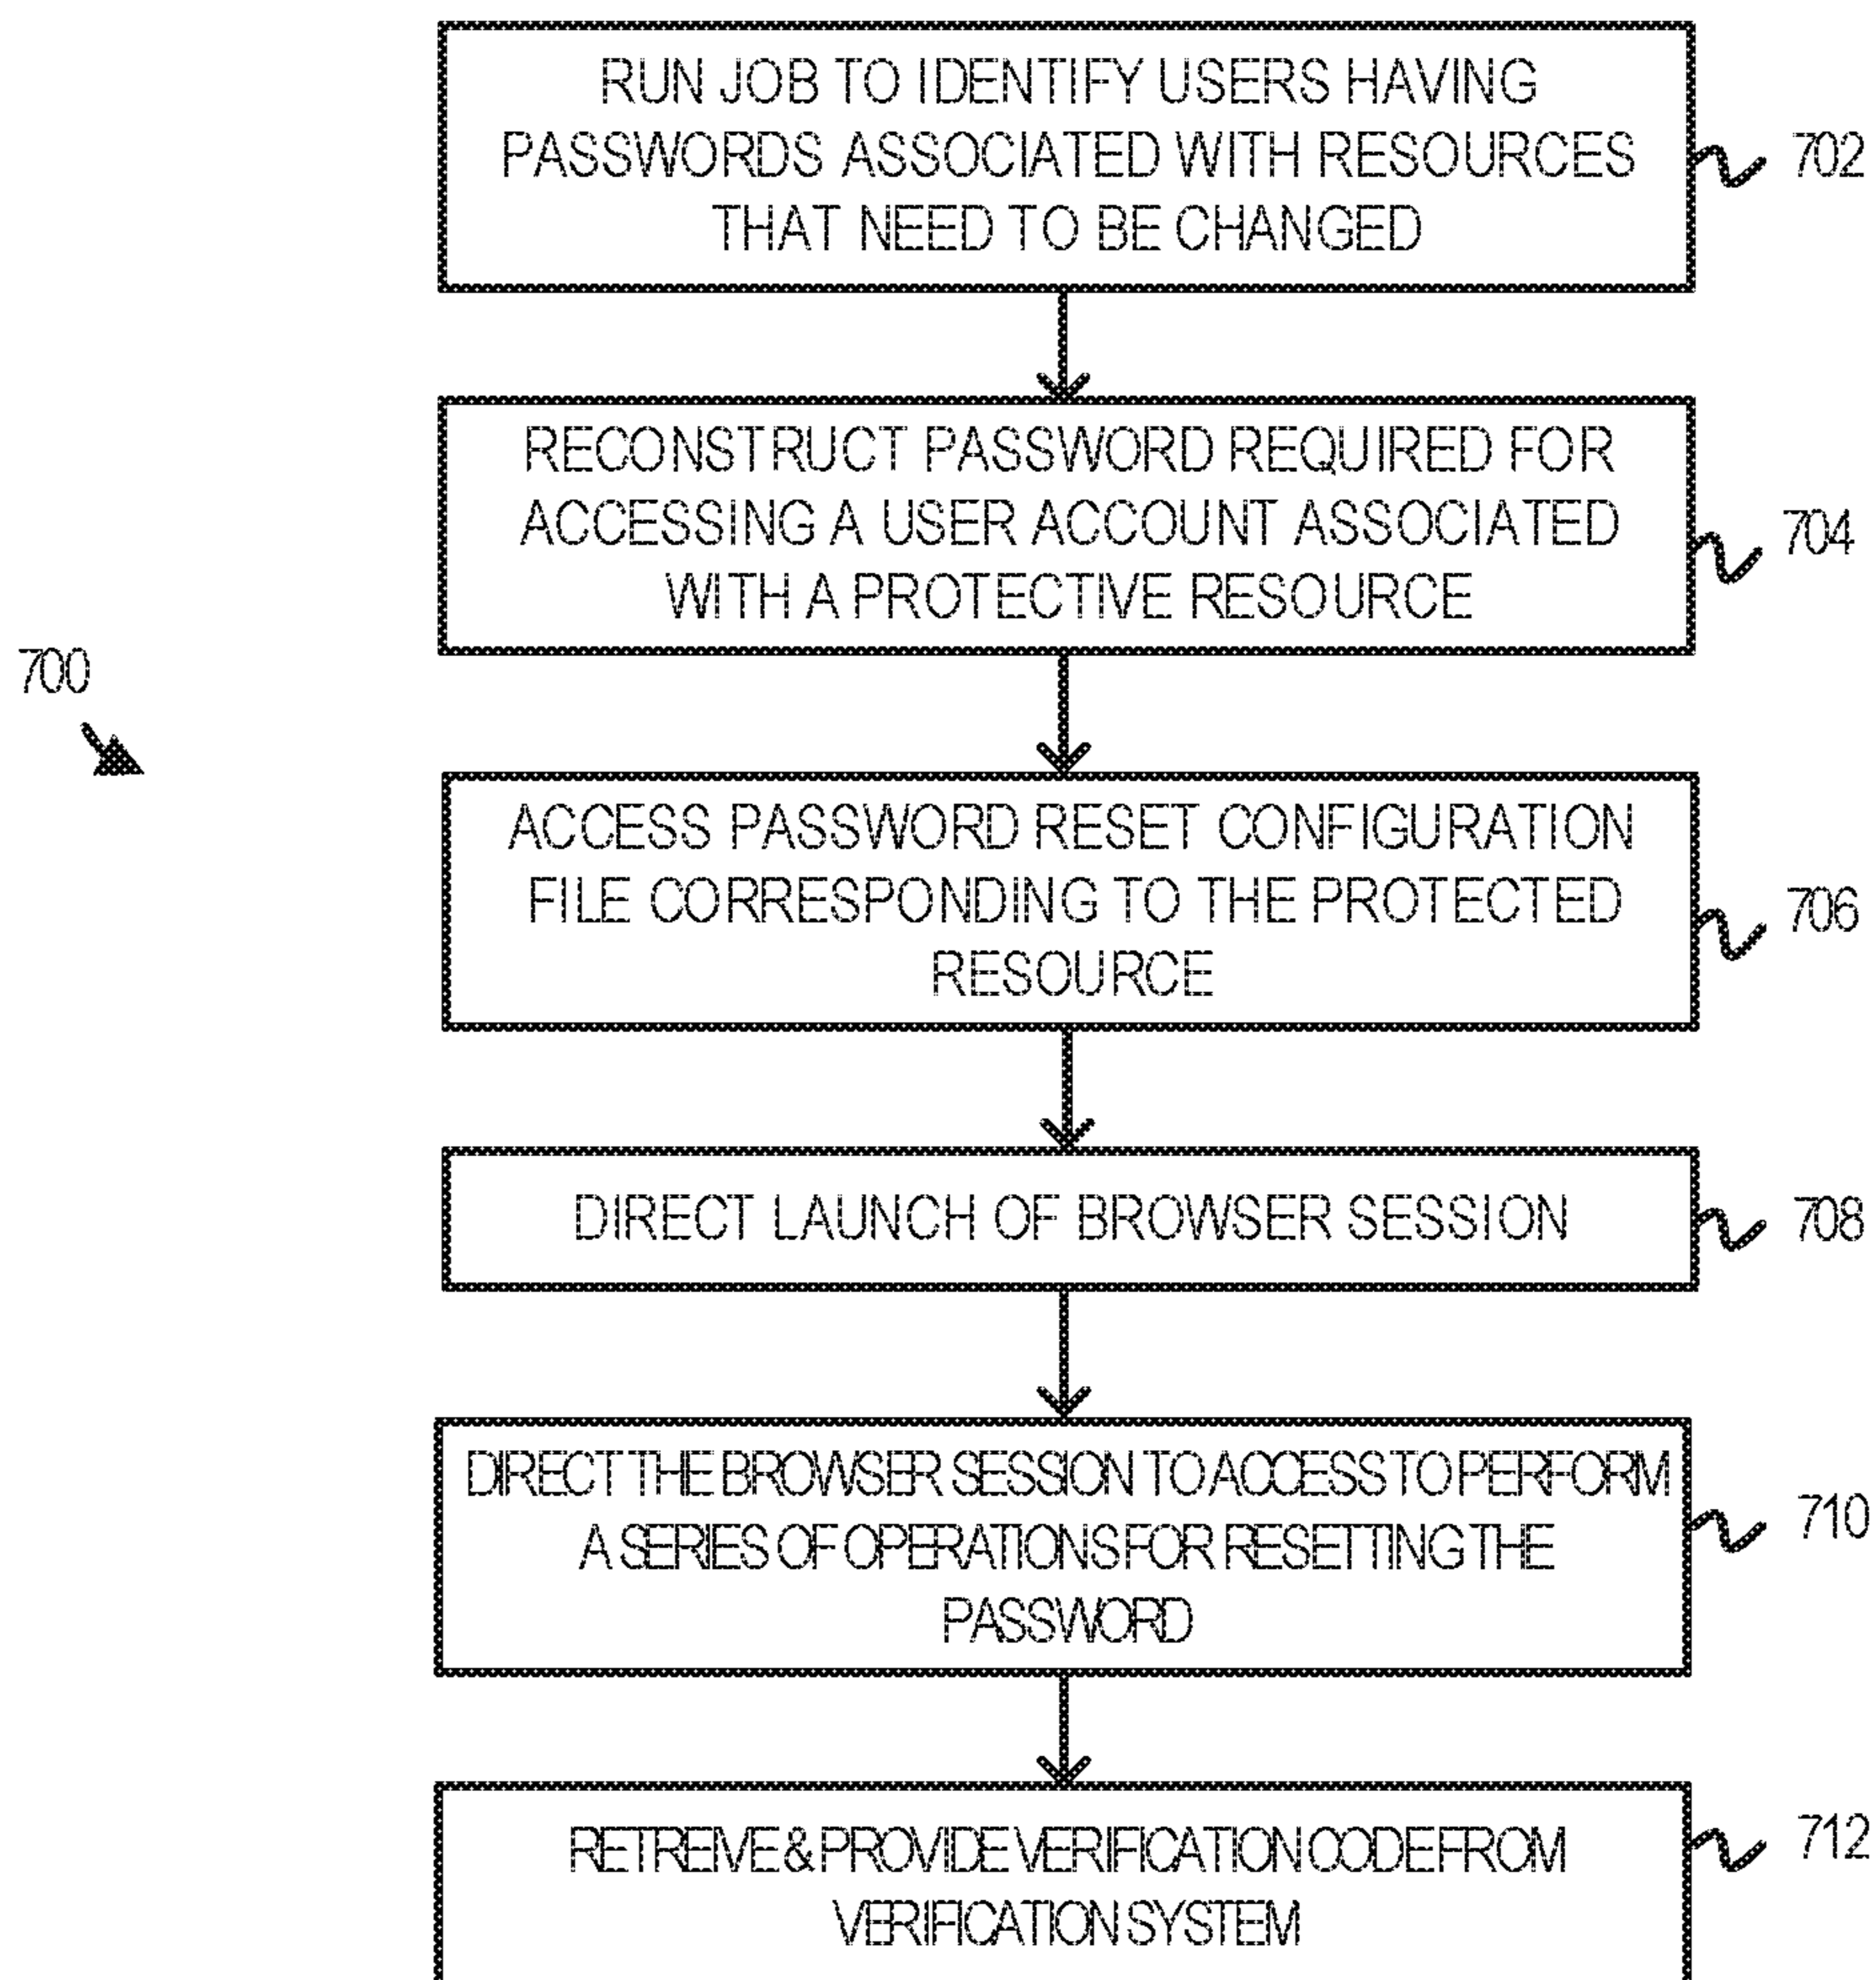 RUN JOB TO IDENTIFY USERS HAVING
PASSWORDS ASSOCIATED WITH RESOURCES
THAT NEED TO BE CHANGED
702
RECONSTRUCT PASSWORD REQUIRED FOR
ACCESSING A USER ACCOUNT ASSOCIATED
WITH A PROTECTIVE RESOURCE
704
700
ACCESS PASSWORD RESET CONFIGURATION
FILE CORRESPONDING TO THE PROTECTED
RESOURCE
706
DIRECT LAUNCH OF BROWSER SESSION
708
DIRECT THE BROWSER SESSION TO ACCESS TO PERFORM
A SERIES OF OPERATIONS FOR RESETTING THE
PASSWORD
710
RETREIVE & PROVIDE VERIFICATION CODE FROM
VERIFICATION SYSTEM
712